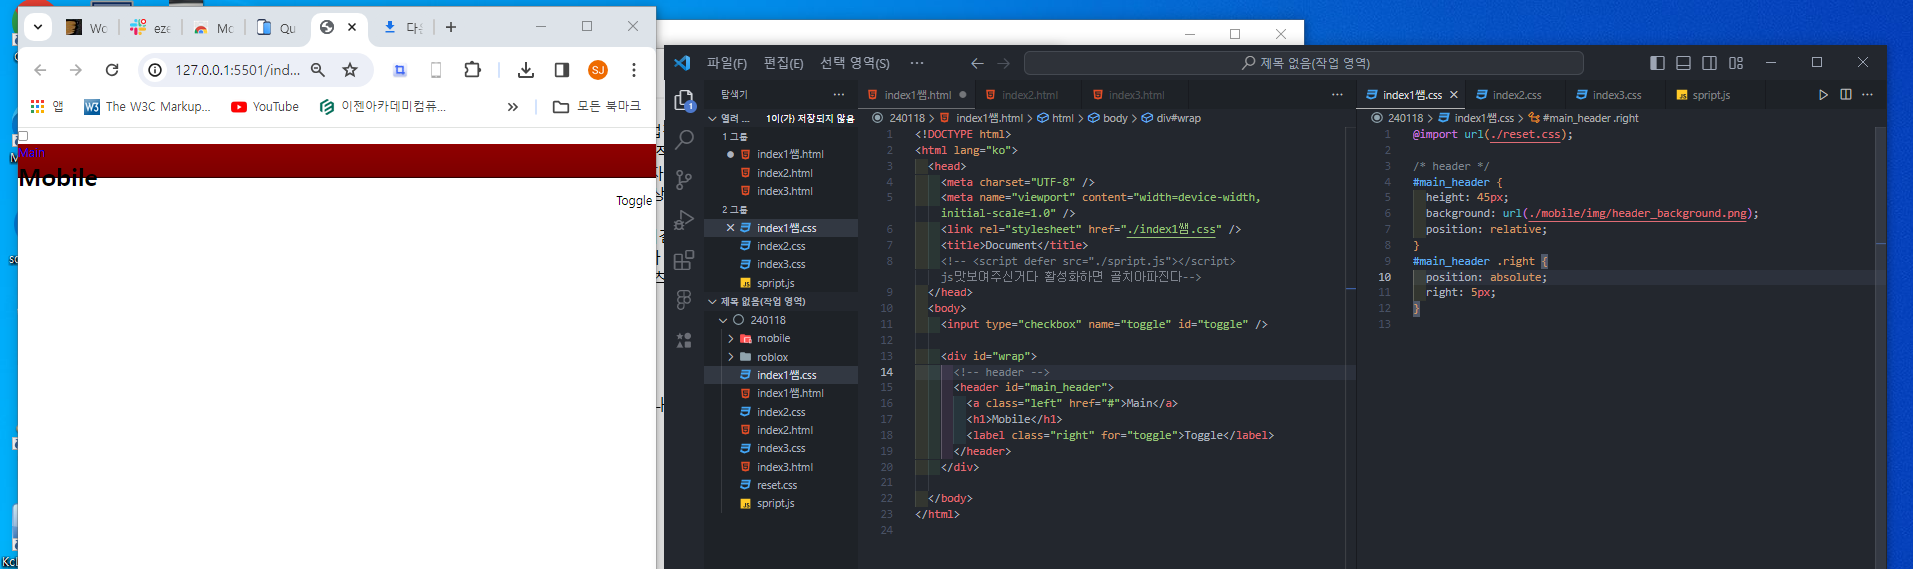 Wc
eze
Mc
Qu
다
127.0.0.1:5501/ind...
SJ
앱
The W3C Markup...
YouTube
이젠아카데미컴퓨...
모든 북마크
Main
Mobile
Toggle
파일(F) 편집(E) 선택 영역(S) ···
제목 없음(작업 영역)
탐색기
열려 ... 1이(가) 저장되지 않음
1 그룹
index1쌤.html
index2.html
index3.html
2 그룹
index1쌤.css
index2.css
index3.css
spript.js
제목 없음(작업 영역)
240118
mobile
roblox
index1쌤.css
index1쌤.html
index2.css
index2.html
index3.css
index3.html
reset.css
spript.js
index1쌤.html index2.html index3.html
240118 > index1쌤.html > html > body > div#wrap
1 <!DOCTYPE html>
2 <html lang="ko">
3 <head>
4 <meta charset="UTF-8" />
5 <meta name="viewport" content="width=device-width,
initial-scale=1.0" />
6 <link rel="stylesheet" href="./index1쌤.css" />
7 <title>Document</title>
8 <!-- <script defer src="./spript.js"></script>
js맛보여주신거다 활성화하면 골치아파진다-->
9 </head>
10 <body>
11 <input type="checkbox" name="toggle" id="toggle" />
12
13 <div id="wrap">
14 <!-- header -->
15 <header id="main_header">
16 <a class="left" href="#">Main</a>
17 <h1>Mobile</h1>
18 <label class="right" for="toggle">Toggle</label>
19 </header>
20 </div>
21
22 </body>
23 </html>
24
index1쌤.css index2.css index3.css spript.js
240118 > index1쌤.css > #main_header .right
1 @import url(./reset.css);
2
3 /* header */
4 #main_header {
5 height: 45px;
6 background: url(./mobile/img/header_background.png);
7 position: relative;
8 }
9 #main_header .right {
10 position: absolute;
11 right: 5px;
12 }
13